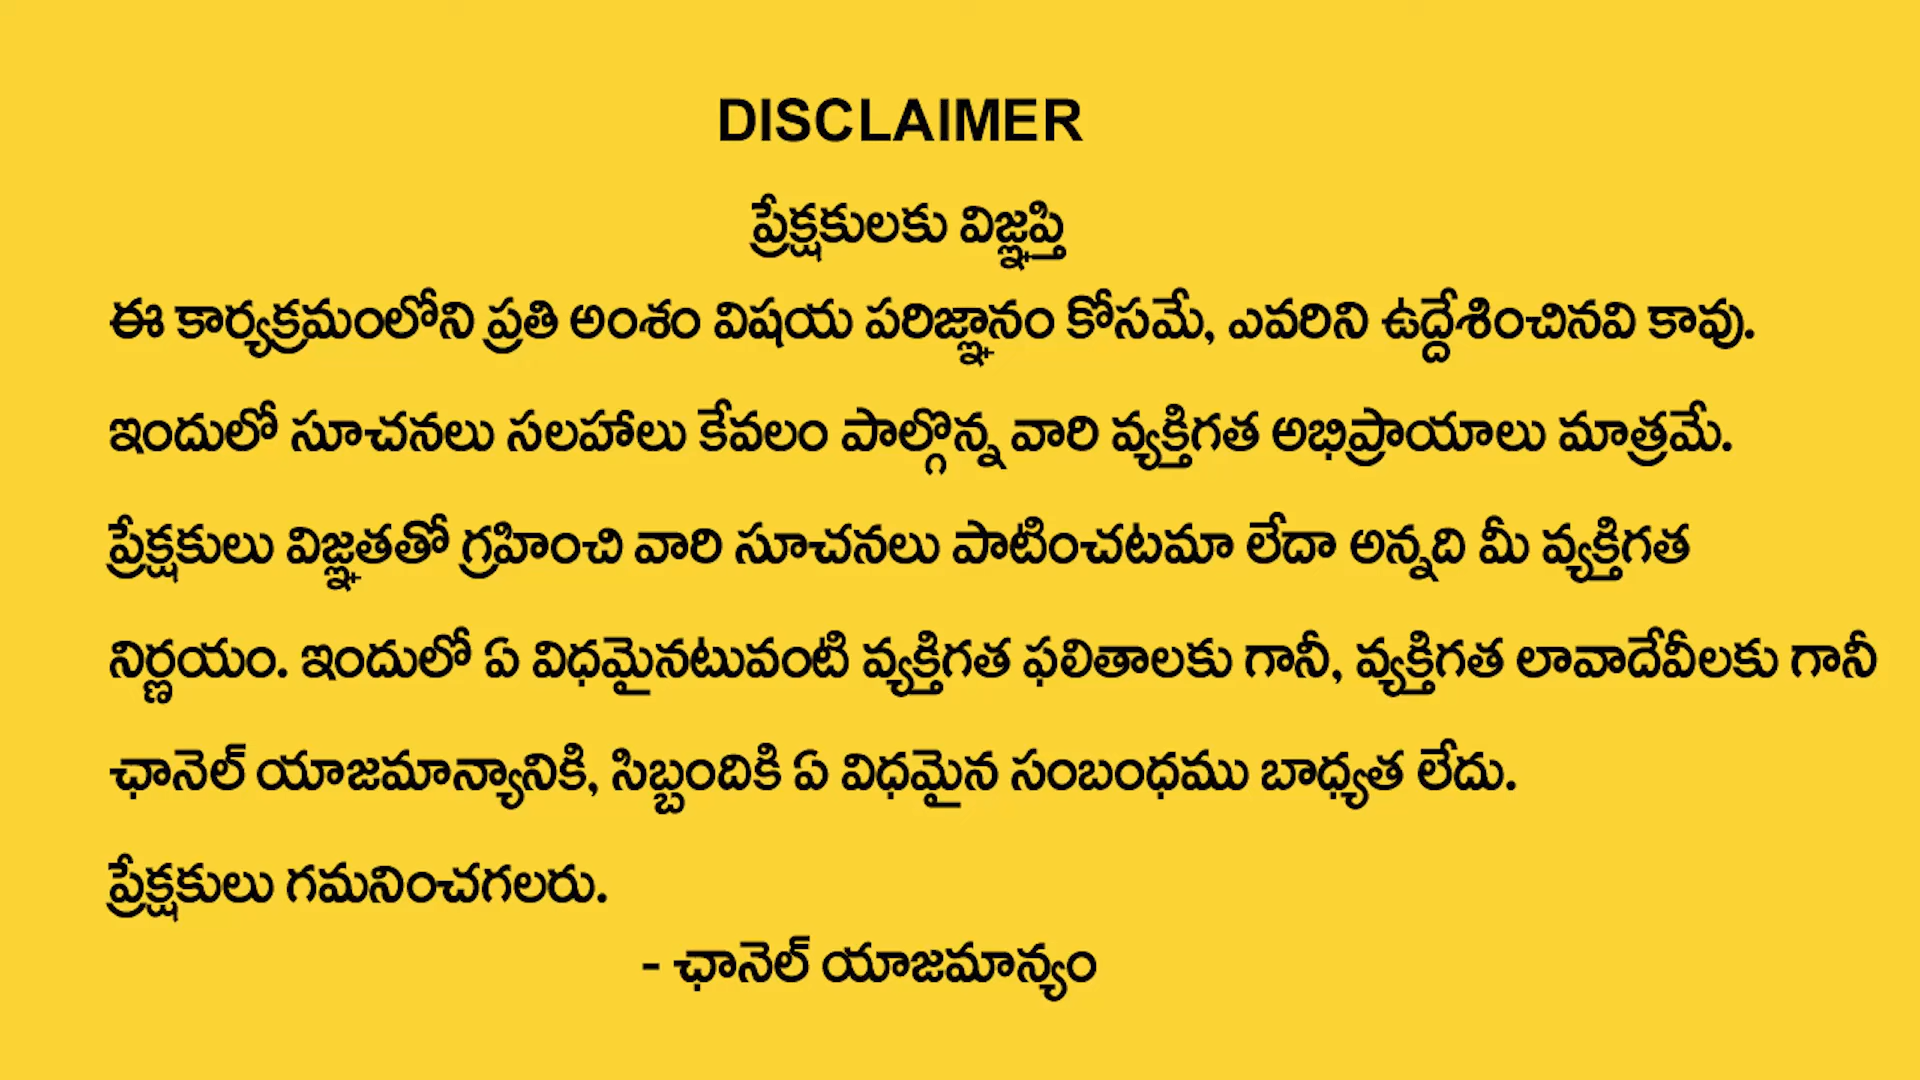 DISCLAIMER
ప్రేక్షకులకు విజ్ఞప్తి
ఈ కార్యక్రమంలోని ప్రతి అంశం విషయ పరిజ్ఞానం కోసమే, ఎవరిని ఉద్దేశించినవి కావు.
ఇందులో సూచనలు సలహాలు కేవలం పాల్గొన్న వారి వ్యక్తిగత అభిప్రాయాలు మాత్రమే.
ప్రేక్షకులు విజ్ఞతతో గ్రహించి వారి సూచనలు పాటించటమా లేదా అన్నది మీ వ్యక్తిగత
నిర్ణయం. ఇందులో ఏ విధమైనటువంటి వ్యక్తిగత ఫలితాలకు గానీ, వ్యక్తిగత లావాదేవీలకు గానీ
ఛానెల్ యాజమాన్యానికి, సిబ్బందికి ఏ విధమైన సంబంధము బాధ్యత లేదు.
ప్రేక్షకులు గమనించగలరు.
- ఛానెల్ యాజమాన్యం